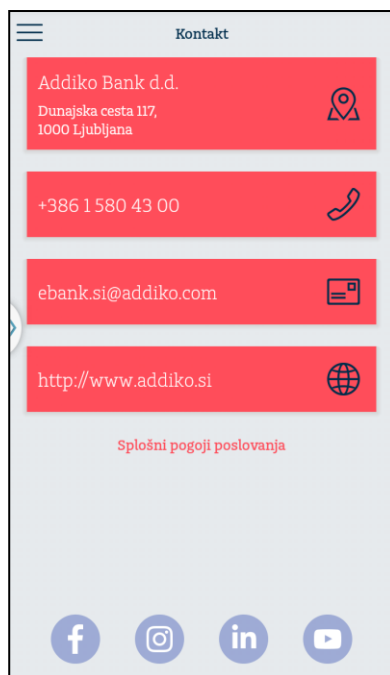 Kontakt
Addiko Bank d.d.
Dunajska cesta 117,
1000 Ljubljana
+386 1 580 43 00
ebank.si@addiko.com
http://www.addiko.si
Splošni pogoji poslovanja